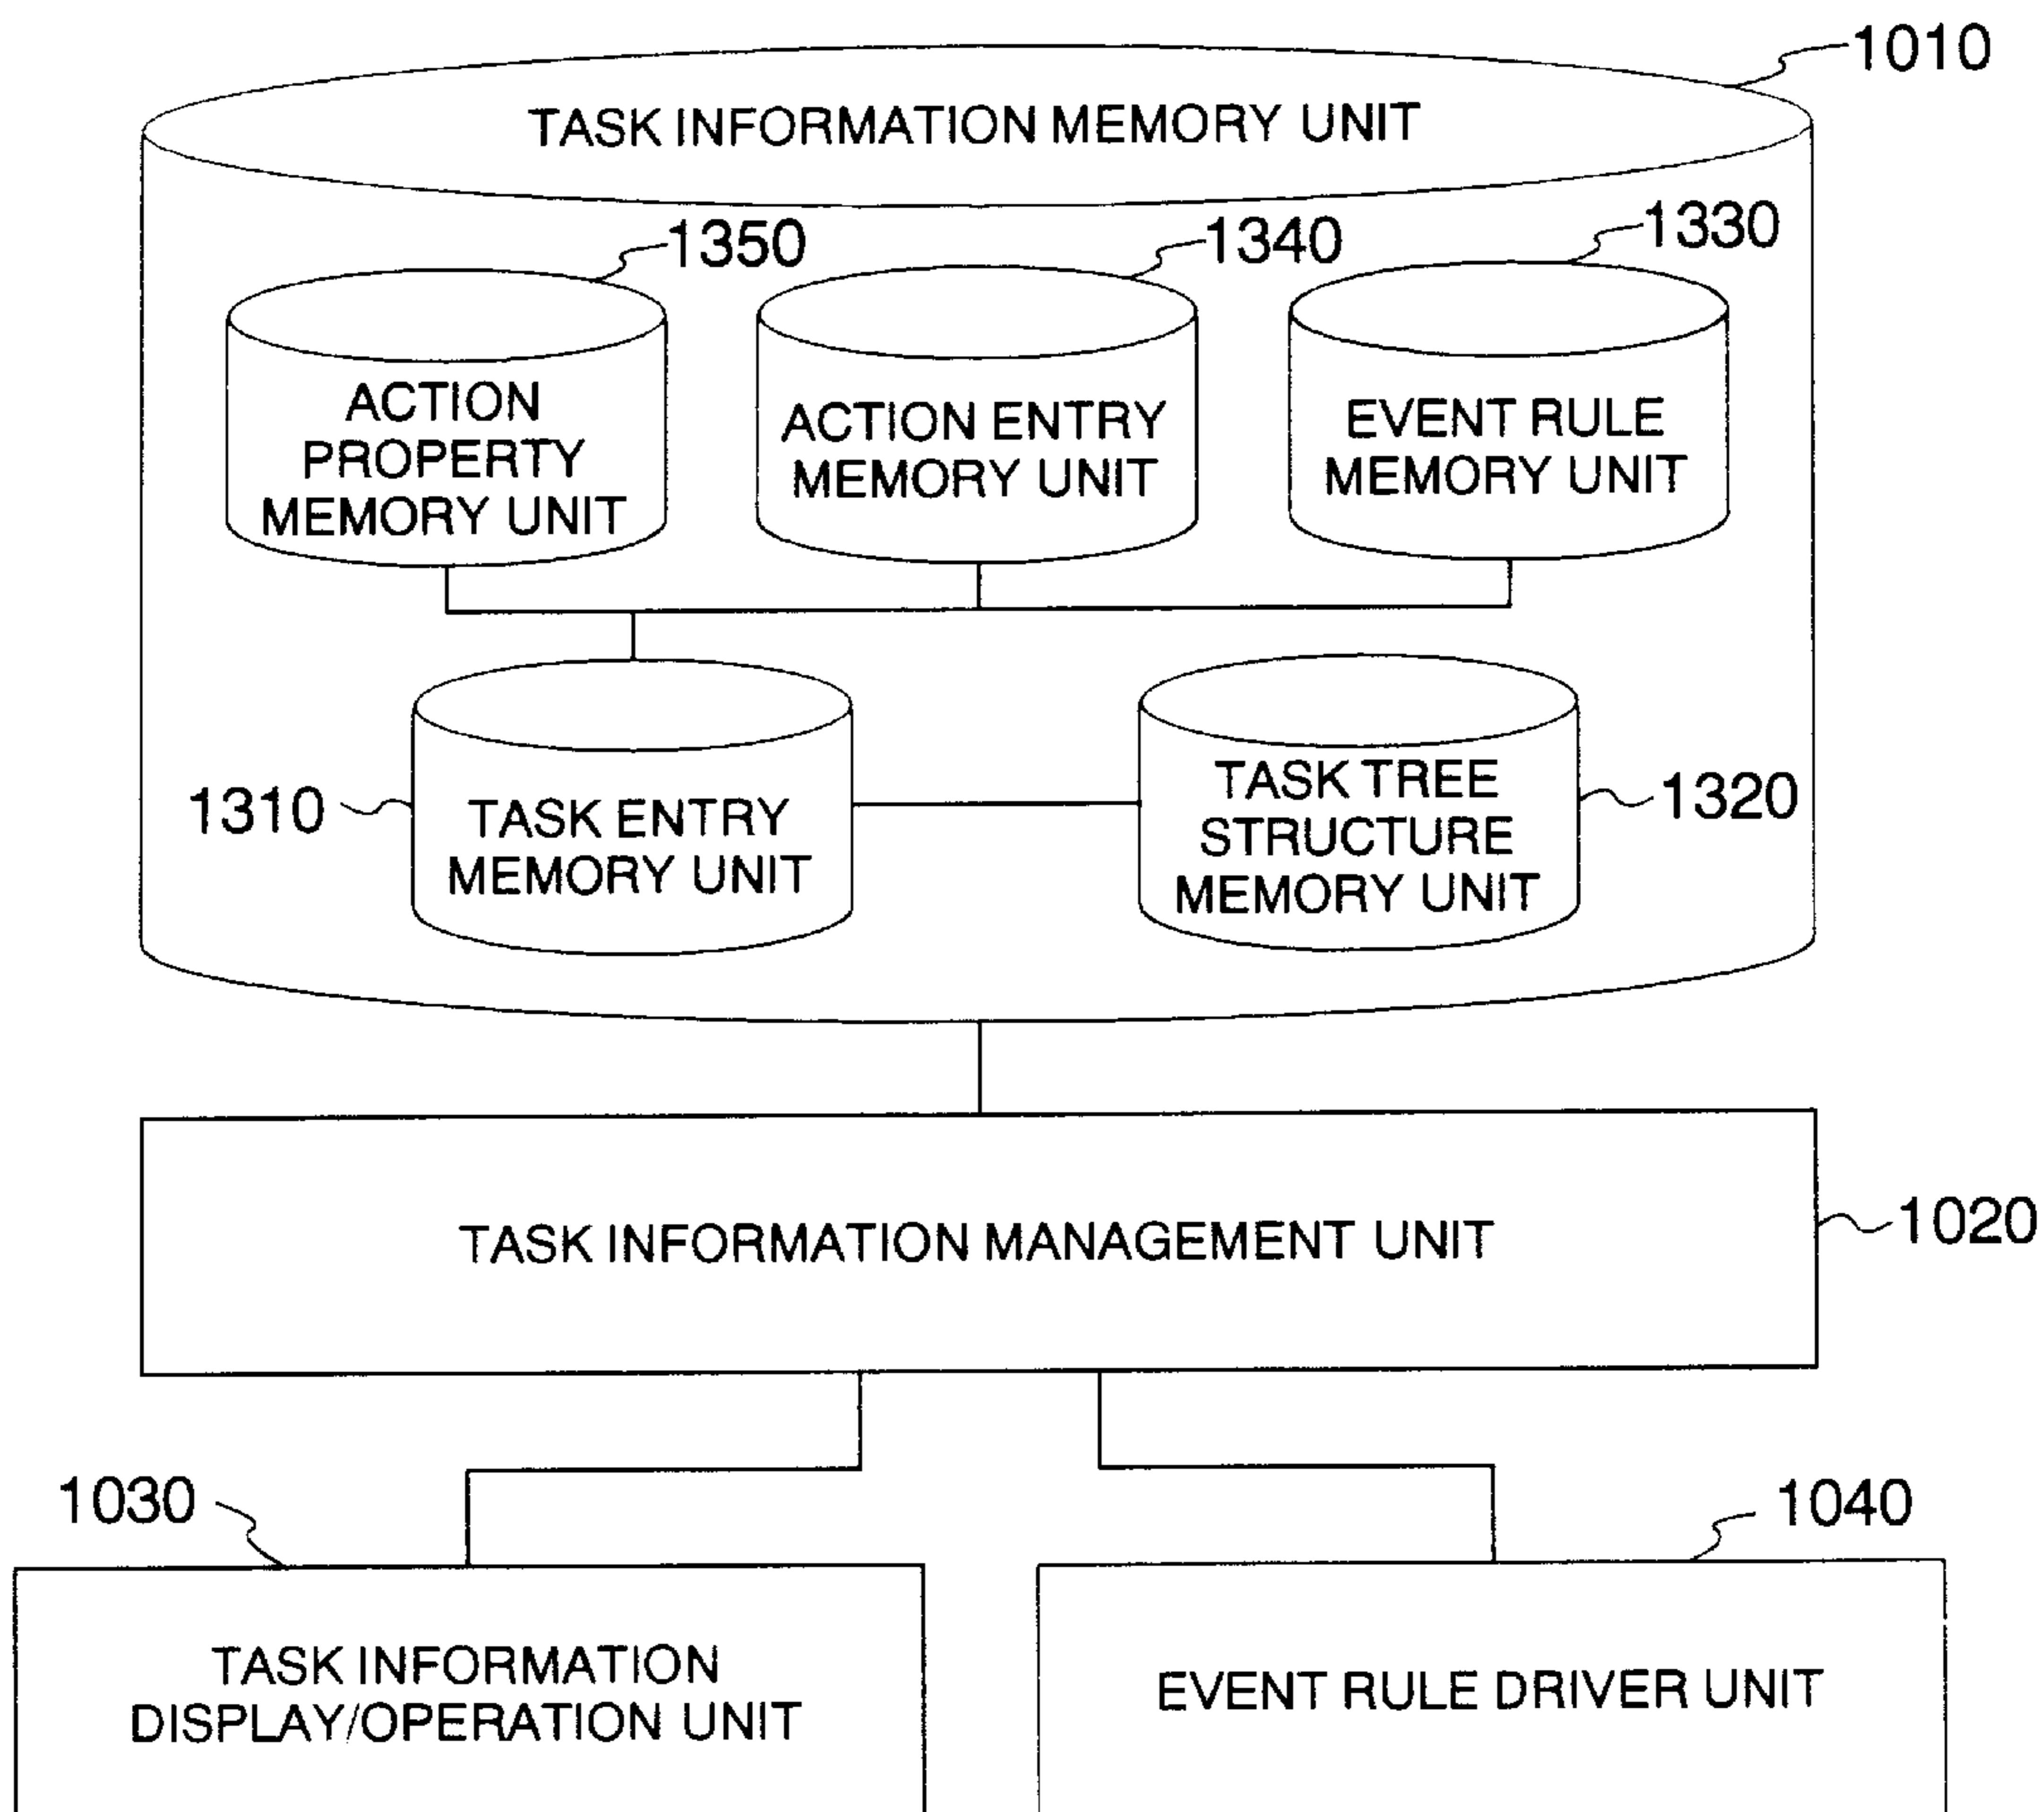 1010
TASK INFORMATION MEMORY UNIT
1350
1340
1330
ACTION
PROPERTY
MEMORY UNIT
ACTION ENTRY
MEMORY UNIT
EVENT RULE
MEMORY UNIT
1310
TASK ENTRY
MEMORY UNIT
TASK TREE
STRUCTURE
MEMORY UNIT
1320
TASK INFORMATION MANAGEMENT UNIT
1020
1030
1040
TASK INFORMATION
DISPLAY/OPERATION UNIT
EVENT RULE DRIVER UNIT